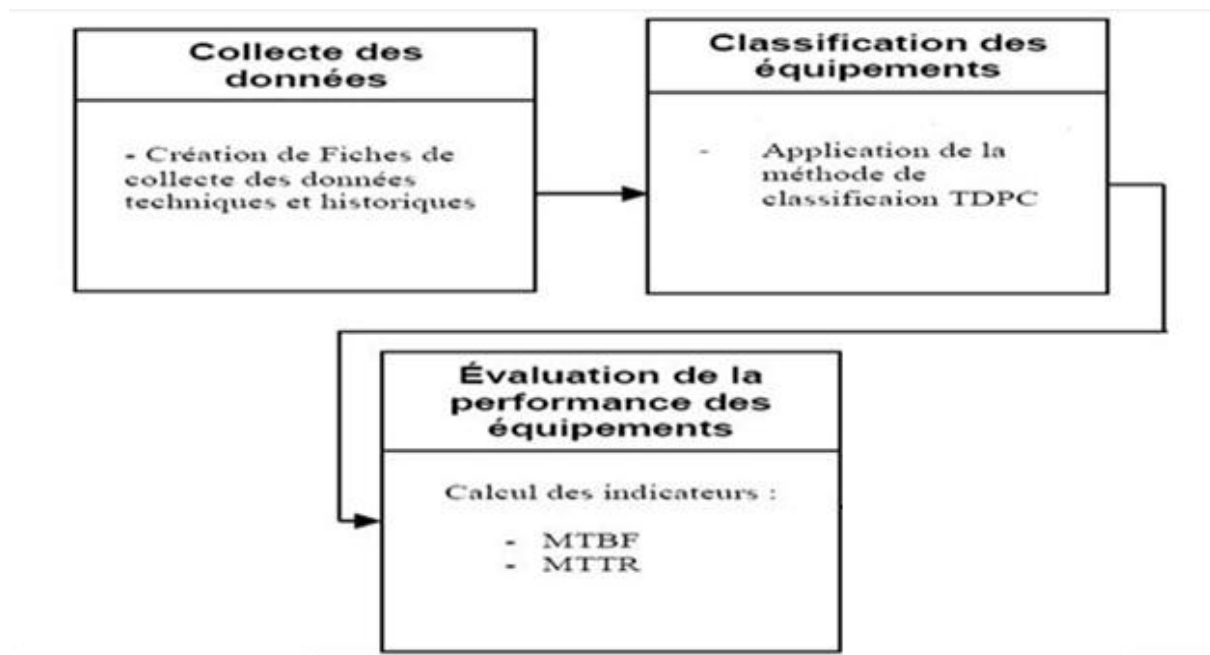 Collecte des
données
- Création de Fiches de
collecte des données
techniques et historiques
Classification des
équipements
- Application de la
méthode de
classificaion TDPC
Évaluation de la
performance des
équipements
Calcul des indicateurs :
- MTBF
- MTTR